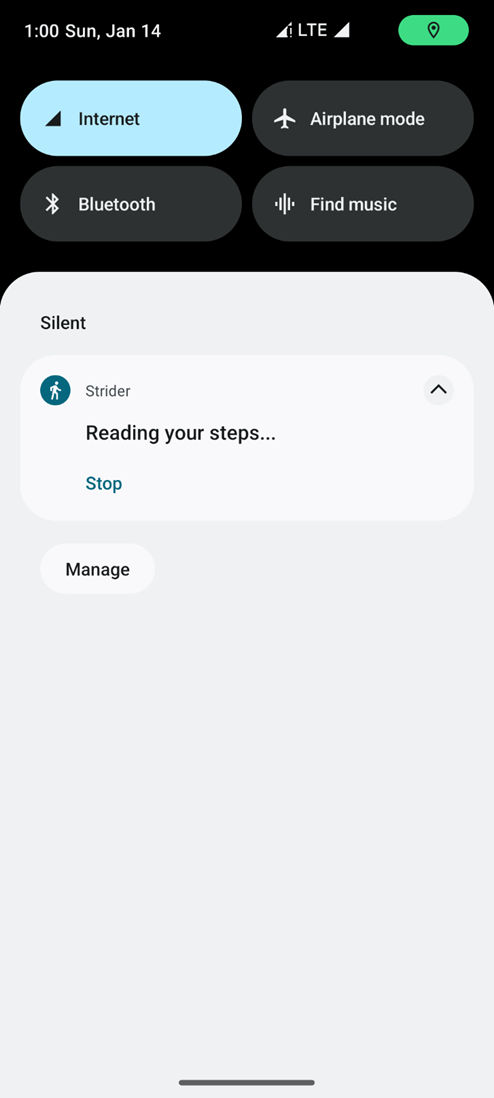 1:00 Sun, Jan 14 LTE
Internet
Airplane mode
Bluetooth
Find music
Silent
Strider
Reading your steps...
Stop
Manage